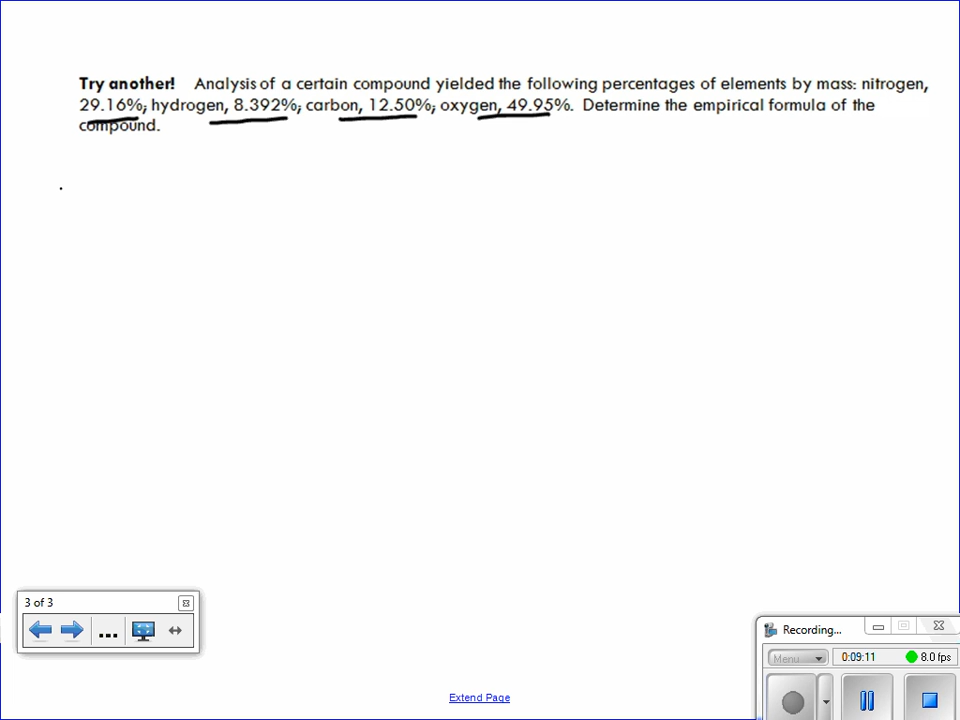 Try another! Analysis of a certain compound yielded the following percentages of elements by mass: nitrogen,
29.16%; hydrogen, 8.392%; carbon, 12.50%; oxygen, 49.95%. Determine the empirical formula of the
compound.
3 of 3
...
Recording...
Menu
0:09:11
8.0 fps
Extend Page